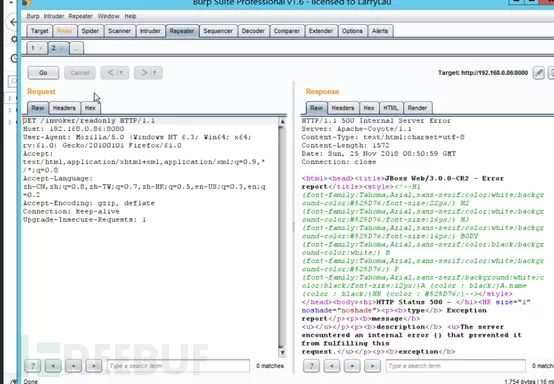 Burp Suite Professional v1.6 - licensed to LarryLau
Burp Intruder Repeater Window Help
Target Proxy Spider Scanner Intruder Repeater Sequencer Decoder Comparer Extender Options Alerts
1 × 2 × ...
Go Cancel < >
Target: http://192.168.0.86:8080
Request
Raw Headers Hex
GET /invoker/readonly HTTP/1.1
Host: 192.168.0.86:8080
User-Agent: Mozilla/5.0 (Windows NT 6.3; Win64; x64;
rv:61.0) Gecko/20100101 Firefox/61.0
Accept:
text/html,application/xhtml+xml,application/xml;q=0.9,*
/*;q=0.8
Accept-Language:
zh-CN,zh;q=0.8,zh-TW;q=0.7,zh-HK;q=0.5,en-US;q=0.3,en;q
=0.2
Accept-Encoding: gzip, deflate
Connection: keep-alive
Upgrade-Insecure-Requests: 1
? < + > Type a search term 0 matches
Response
Raw Headers Hex HTML Render
HTTP/1.1 500 Internal Server Error
Server: Apache-Coyote/1.1
Content-Type: text/html;charset=utf-8
Content-Length: 1572
Date: Sun, 25 Nov 2018 08:50:59 GMT
Connection: close
<html><head><title>JBoss Web/3.0.0-CR2 - Error
report</title><style><!--H1
{font-family:Tahoma,Arial,sans-serif;color:white;backgr
ound-color:#525D76;font-size:22px;} H2
{font-family:Tahoma,Arial,sans-serif;color:white;backgr
ound-color:#525D76;font-size:16px;} H3
{font-family:Tahoma,Arial,sans-serif;color:white;backgr
ound-color:#525D76;font-size:14px;} BODY
{font-family:Tahoma,Arial,sans-serif;color:black;backgr
ound-color:white;} B
{font-family:Tahoma,Arial,sans-serif;color:white;backgr
ound-color:#525D76;} P
{font-family:Tahoma,Arial,sans-serif;background:white;c
olor:black;font-size:12px;}A {color : black;}A.name
{color : black;}HR {color : #525D76;}--></style>
</head><body><h1>HTTP Status 500 - </h1><HR size="1"
noshade="noshade"><p><b>type</b> Exception
report</p><p><b>message</b>
<u></u></p><p><b>description</b> <u>The server
encountered an internal error () that prevented it
from fulfilling this
request.</u></p><p><b>exception</b>
? < + > Type a search term 0 matches
REEBUF
Done